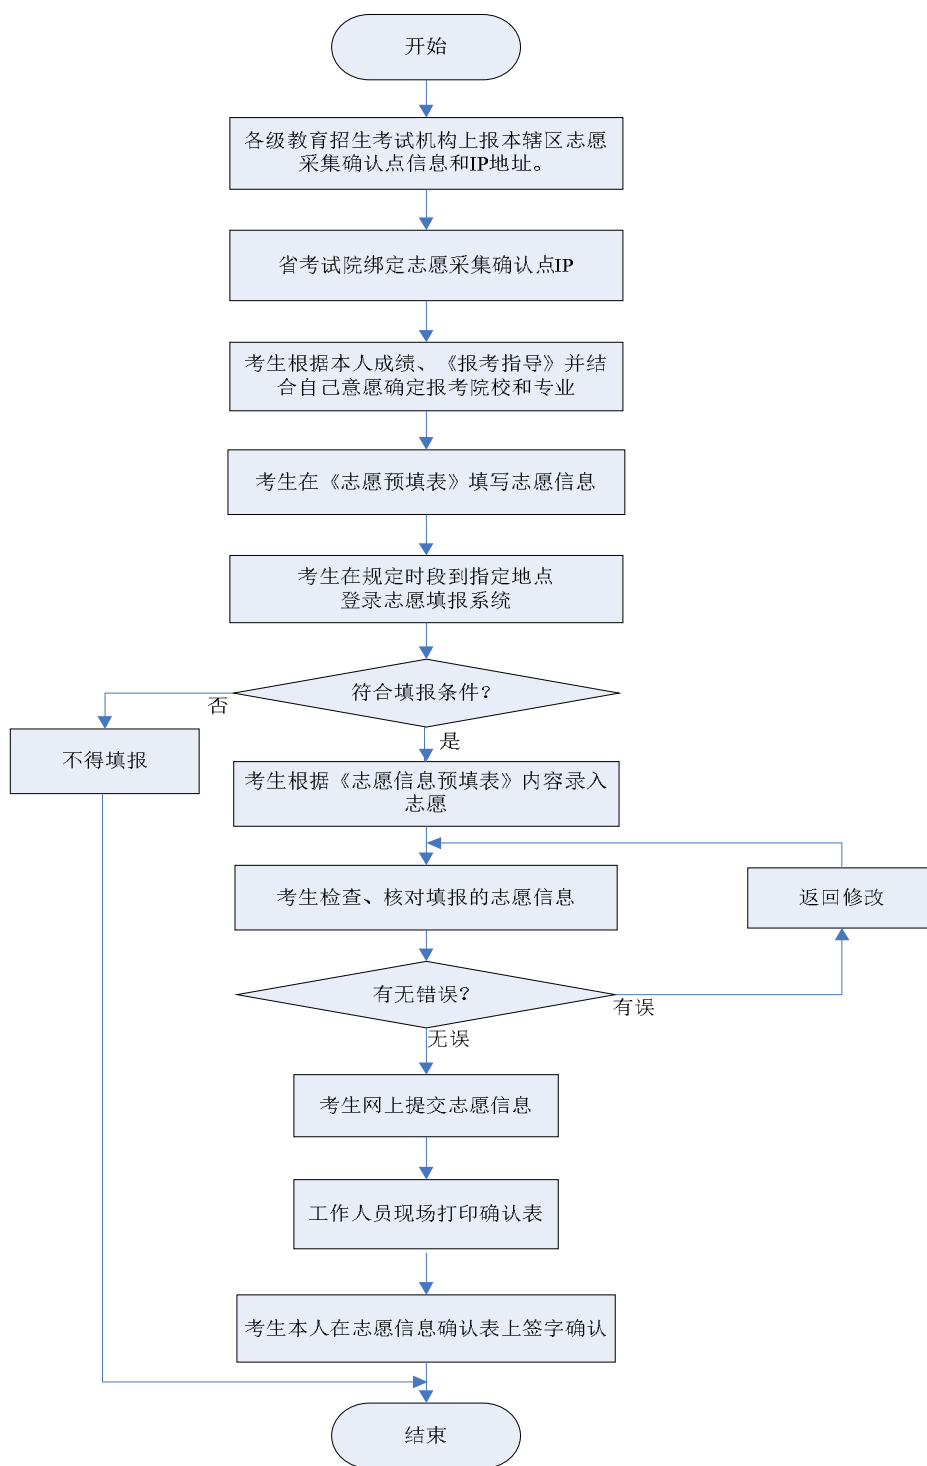 开始
各级教育招生考试机构上报本辖区志愿
采集确认点信息和IP地址。
省考试院绑定志愿采集确认点IP
考生根据本人成绩、《报考指导》并结
合自己意愿确定报考院校和专业
考生在《志愿预填表》填写志愿信息
考生在规定时段到指定地点
登录志愿填报系统
符合填报条件?
否
是
不得填报
考生根据《志愿信息预填表》内容录入
志愿
考生检查、核对填报的志愿信息
返回修改
有无错误?
有误
无误
考生网上提交志愿信息
工作人员现场打印确认表
考生本人在志愿信息确认表上签字确认
结束